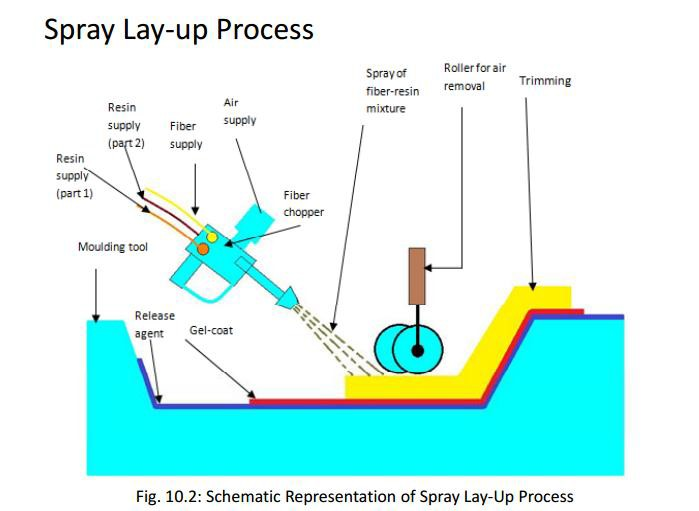 Spray Lay-up Process
Spray of
fiber-resin
mixture
Roller for air
removal
Trimming
Resin
supply
(part 2)
Fiber
supply
Air
supply
Resin
supply
(part 1)
Fiber
chopper
Moulding tool
Release
agent
Gel-coat
Fig. 10.2: Schematic Representation of Spray Lay-Up Process